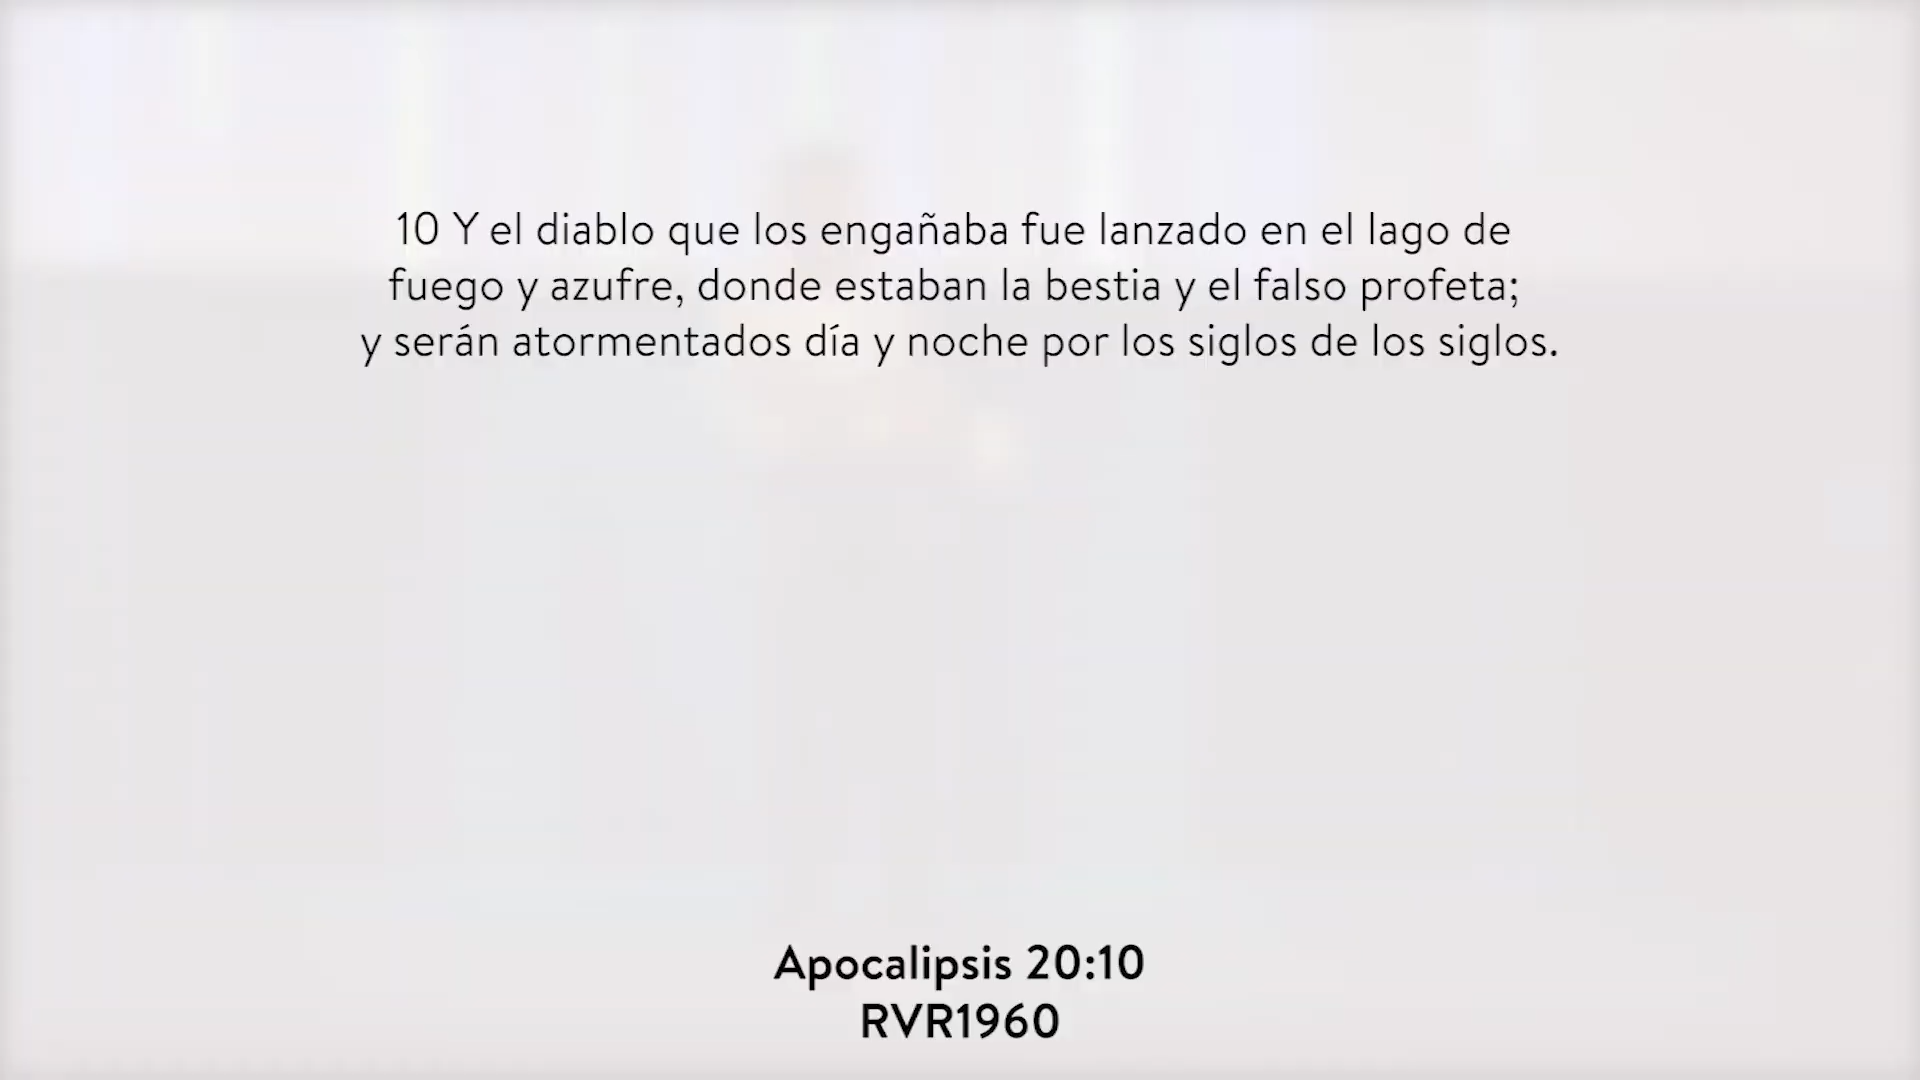 10 Y el diablo que los engañaba fue lanzado en el lago de
fuego y azufre, donde estaban la bestia y el falso profeta;
y serán atormentados día y noche por los siglos de los siglos.
Apocalipsis 20:10
RVR1960